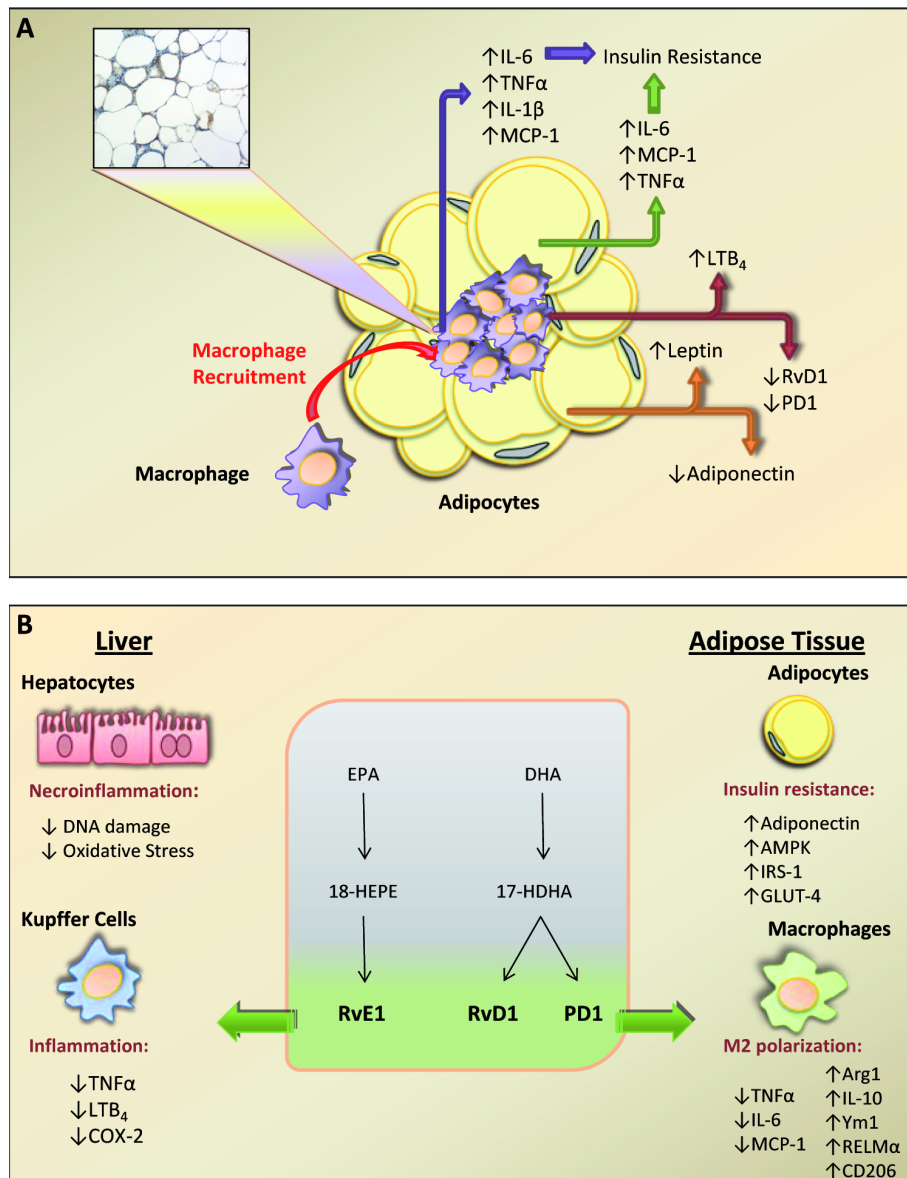 A
↑IL-6
Insulin Resistance
↑TNFα
↑IL-1β
↑MCP-1
↑IL-6
↑MCP-1
↑TNFα
↑LTB₄
Macrophage
Recruitment
↑Leptin
↓RvD1
↓PD1
Macrophage
Adipocytes
↓Adiponectin
B
Liver
Hepatocytes
Necroinflammation:
↓ DNA damage
↓ Oxidative Stress
Kupffer Cells
Inflammation:
↓TNFα
↓LTB₄
↓COX-2
EPA
DHA
18-HEPE
17-HDHA
RvE1
RvD1
PD1
Adipose Tissue
Adipocytes
Insulin resistance:
↑Adiponectin
↑AMPK
↑IRS-1
↑GLUT-4
Macrophages
M2 polarization:
↓TNFα
↓IL-6
↓MCP-1
↑Arg1
↑IL-10
↑Ym1
↑RELMα
↑CD206